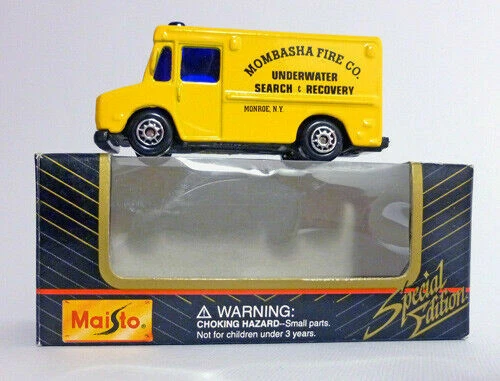 MOMBASHA FIRE CO.
UNDERWATER
SEARCH & RECOVERY
MONROE, N.Y.
Maisto®
⚠ WARNING:
CHOKING HAZARD--Small parts.
Not for children under 3 years.
Special
Edition